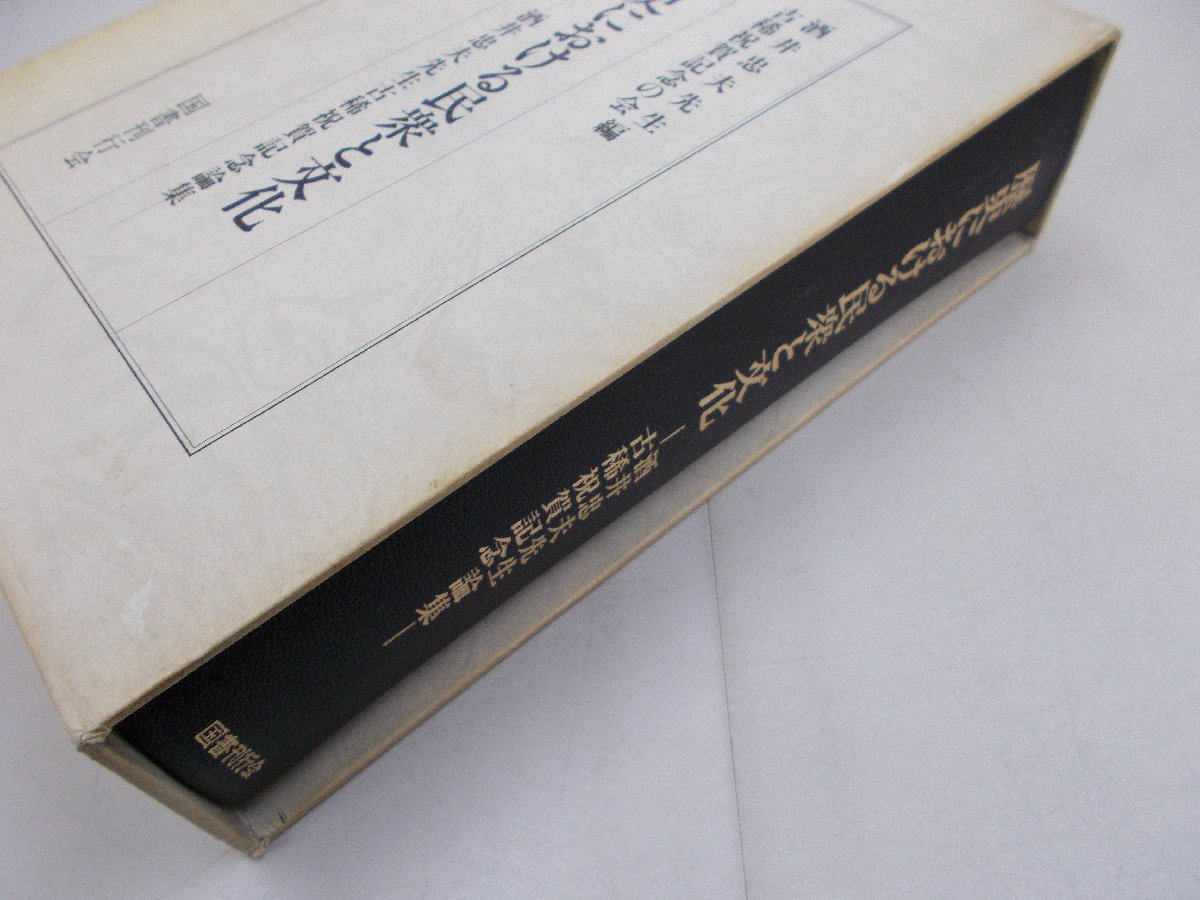 酒井忠夫先生
古稀祝賀記念の会編
史における民衆と文化
酒井忠夫先生古稀祝賀記念論集
国書刊行会
歴史における民衆と文化
酒井忠夫先生
古稀祝賀記念論集
国書刊行会